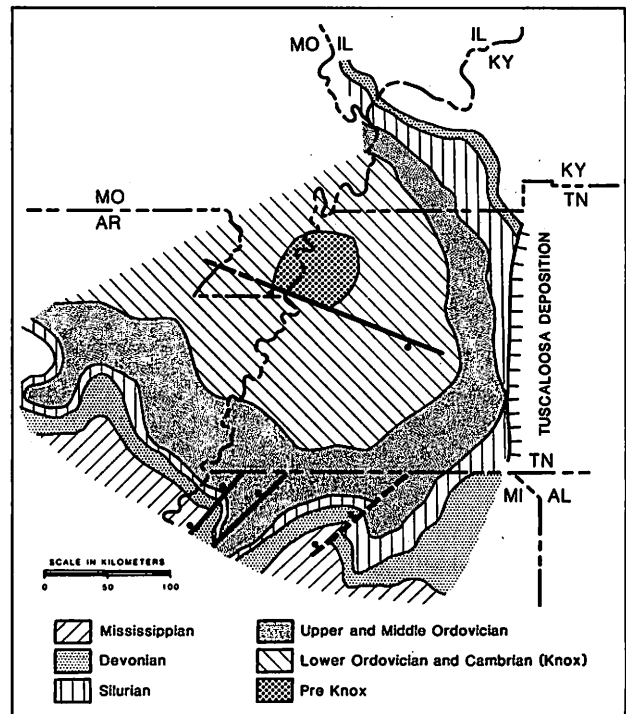 MO IL
IL
KY
KY
TN
MO
AR
TUSCALOOSA DEPOSITION
TN
MI AL
SCALE IN KILOMETERS
0 50 100
Mississippian
Devonian
Silurian
Upper and Middle Ordovician
Lower Ordovician and Cambrian (Knox)
Pre Knox